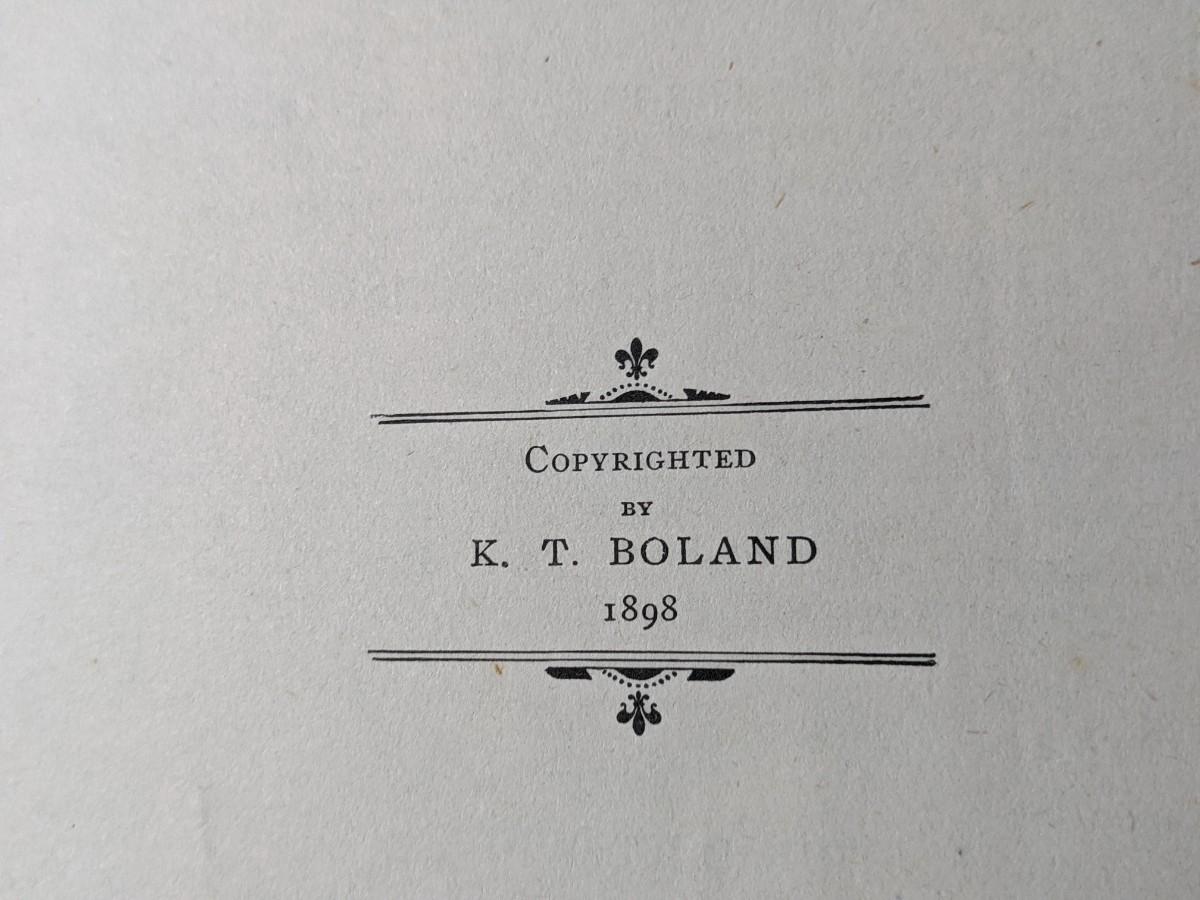 Copyrighted
BY
K. T. BOLAND
1898